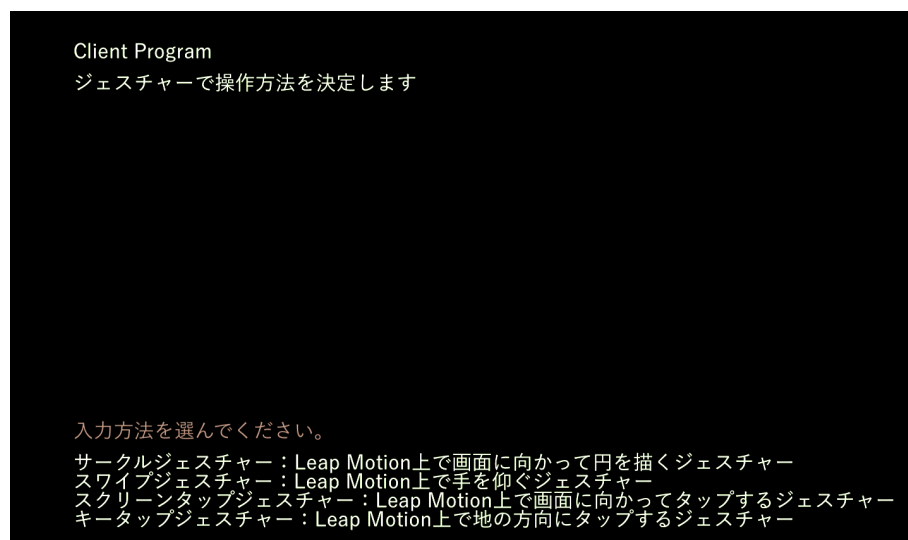 Client Program
ジェスチャーで操作方法を決定します
入力方法を選んでください。
サークルジェスチャー：Leap Motion上で画面に向かって円を描くジェスチャー
スワイプジェスチャー：Leap Motion上で手を仰ぐジェスチャー
スクリーンタップジェスチャー：Leap Motion上で画面に向かってタップするジェスチャー
キータップジェスチャー：Leap Motion上で地の方向にタップするジェスチャー